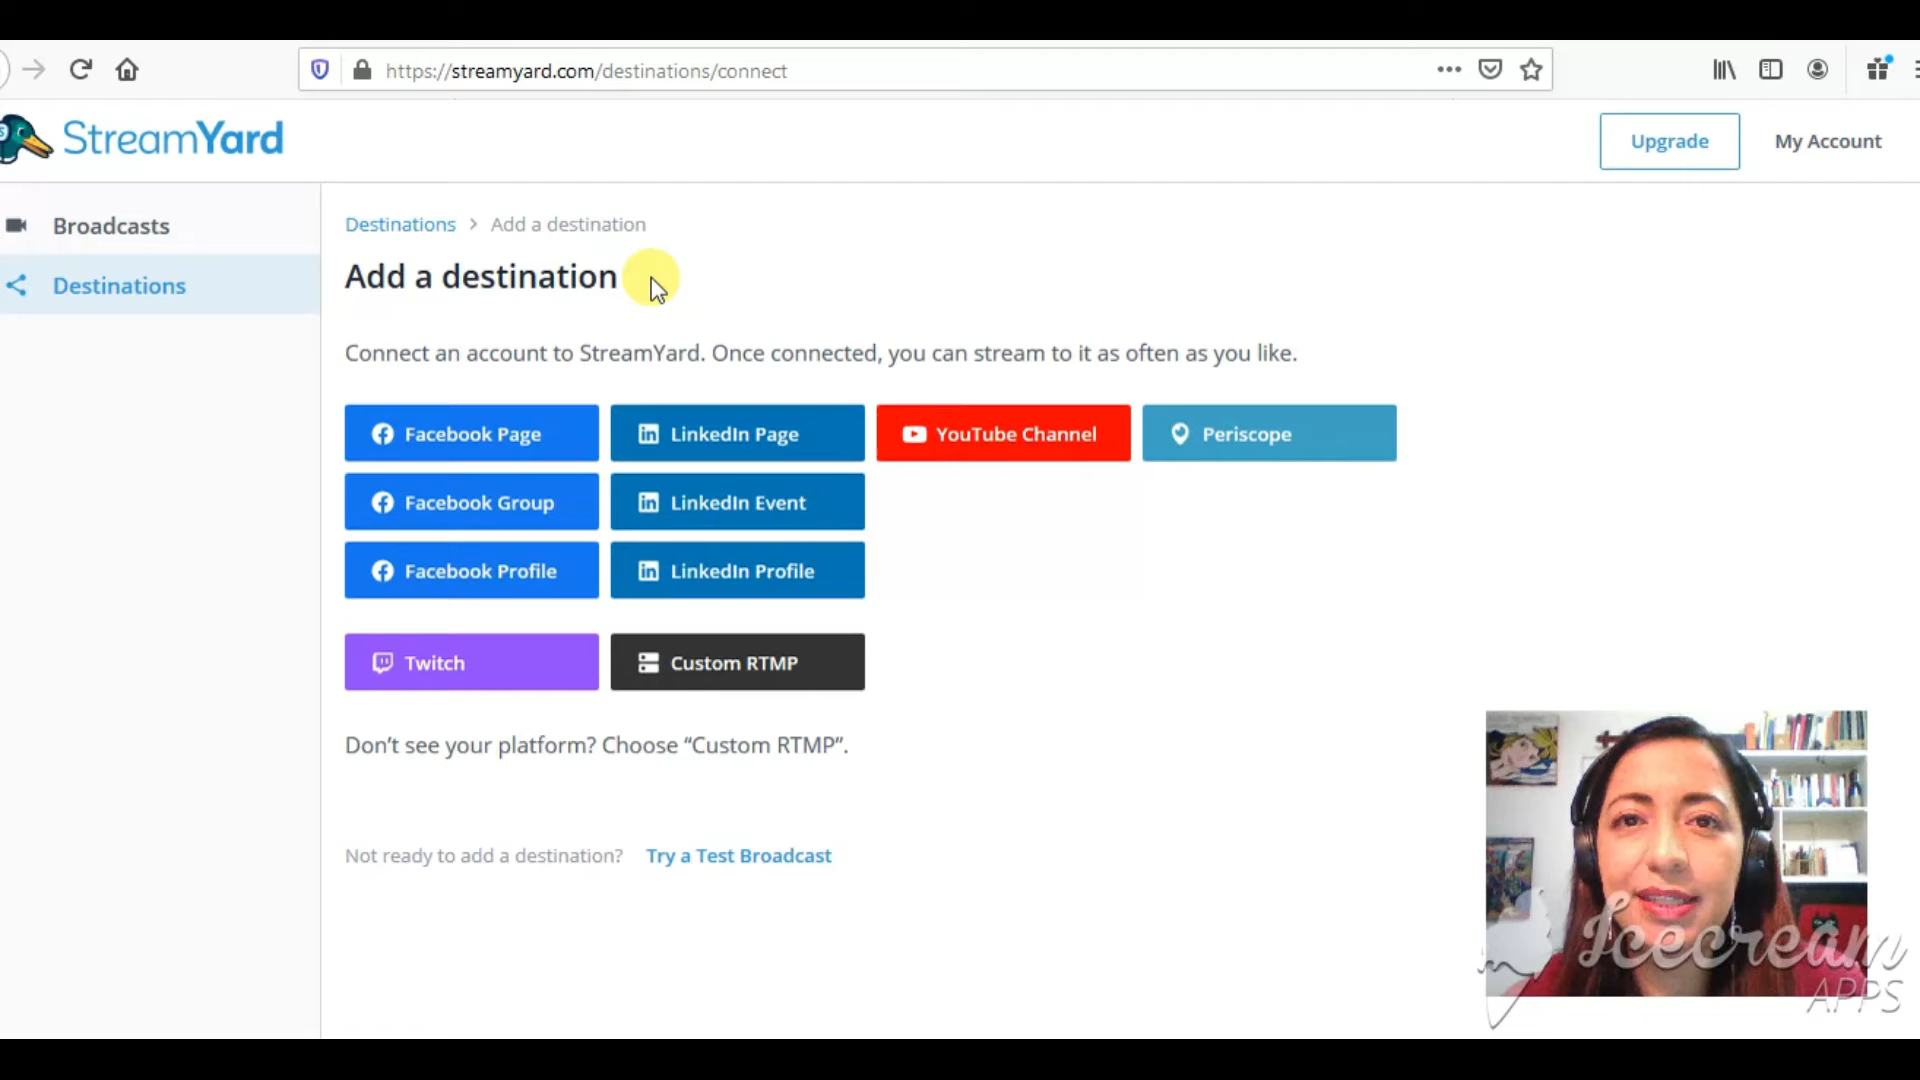 https://streamyard.com/destinations/connect
StreamYard
Upgrade
My Account
Broadcasts
Destinations
Destinations > Add a destination
Add a destination
Connect an account to StreamYard. Once connected, you can stream to it as often as you like.
Facebook Page
LinkedIn Page
YouTube Channel
Periscope
Facebook Group
LinkedIn Event
Facebook Profile
LinkedIn Profile
Twitch
Custom RTMP
Don’t see your platform? Choose “Custom RTMP”.
Not ready to add a destination? Try a Test Broadcast
Icecream
APPS